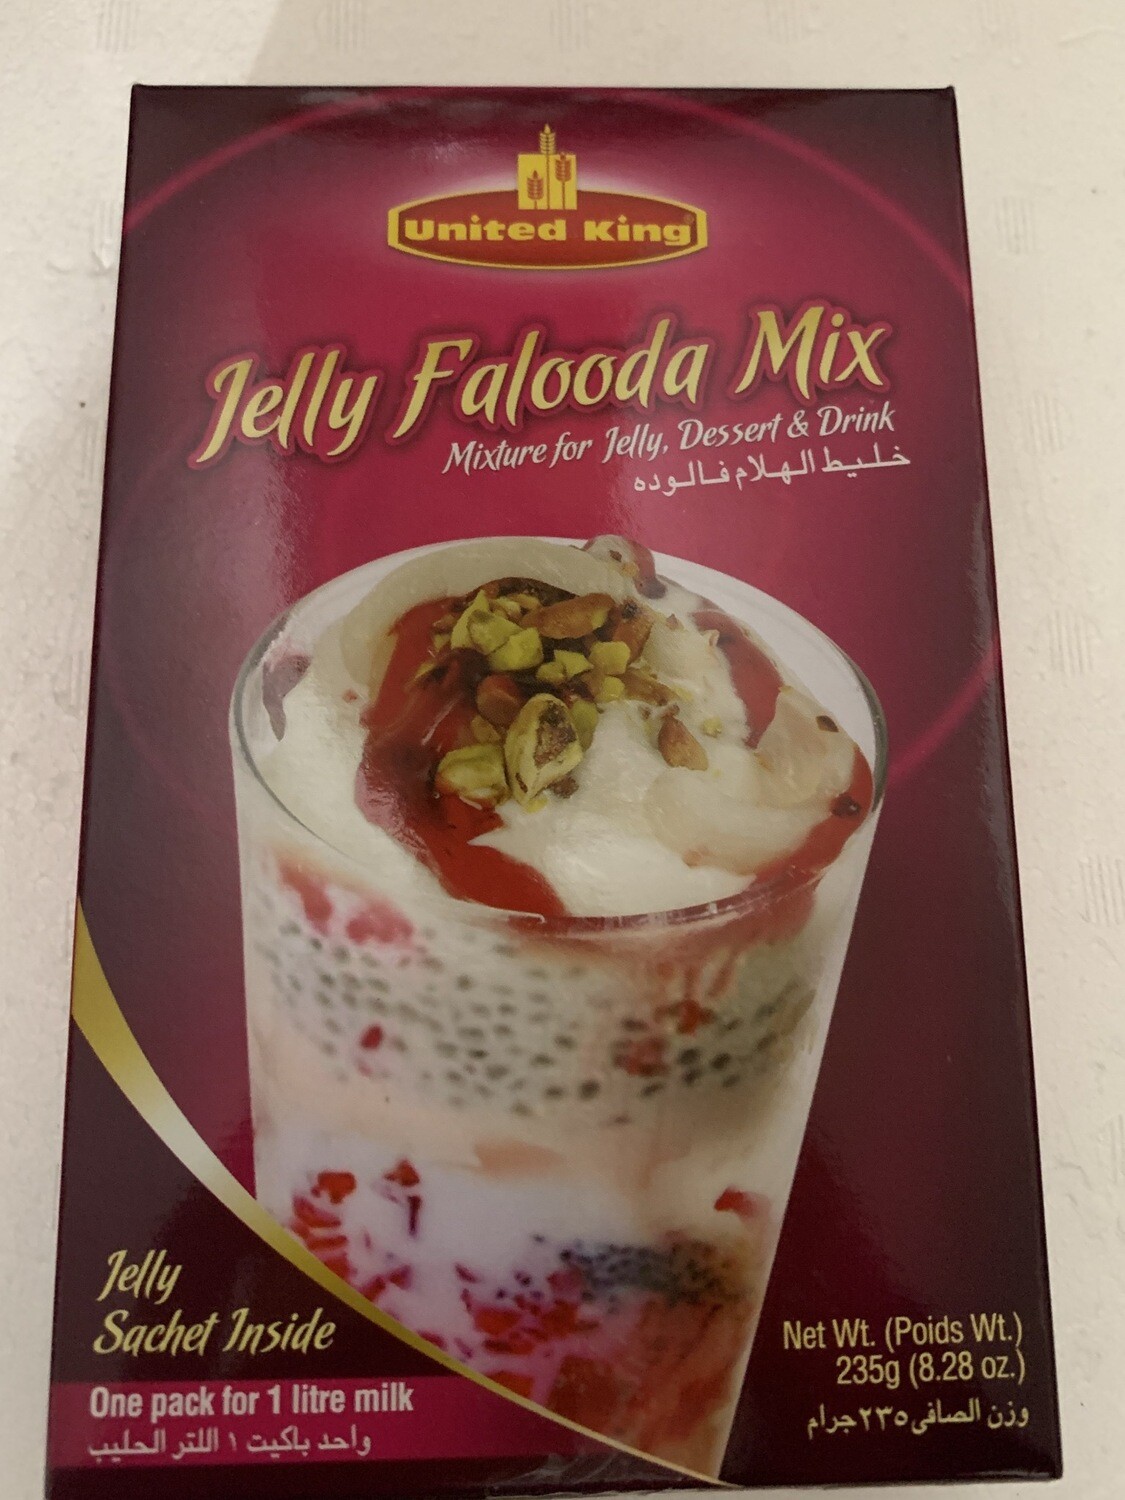 United King
Jelly Falooda Mix
Mixture for Jelly, Dessert & Drink
خليط الهلام فالوده
Jelly
Sachet Inside
One pack for 1 litre milk
واحد باكيت ١ اللتر الحليب
Net Wt. (Poids Wt.)
235g (8.28 oz.)
وزن الصافى ٢٣٥ جرام